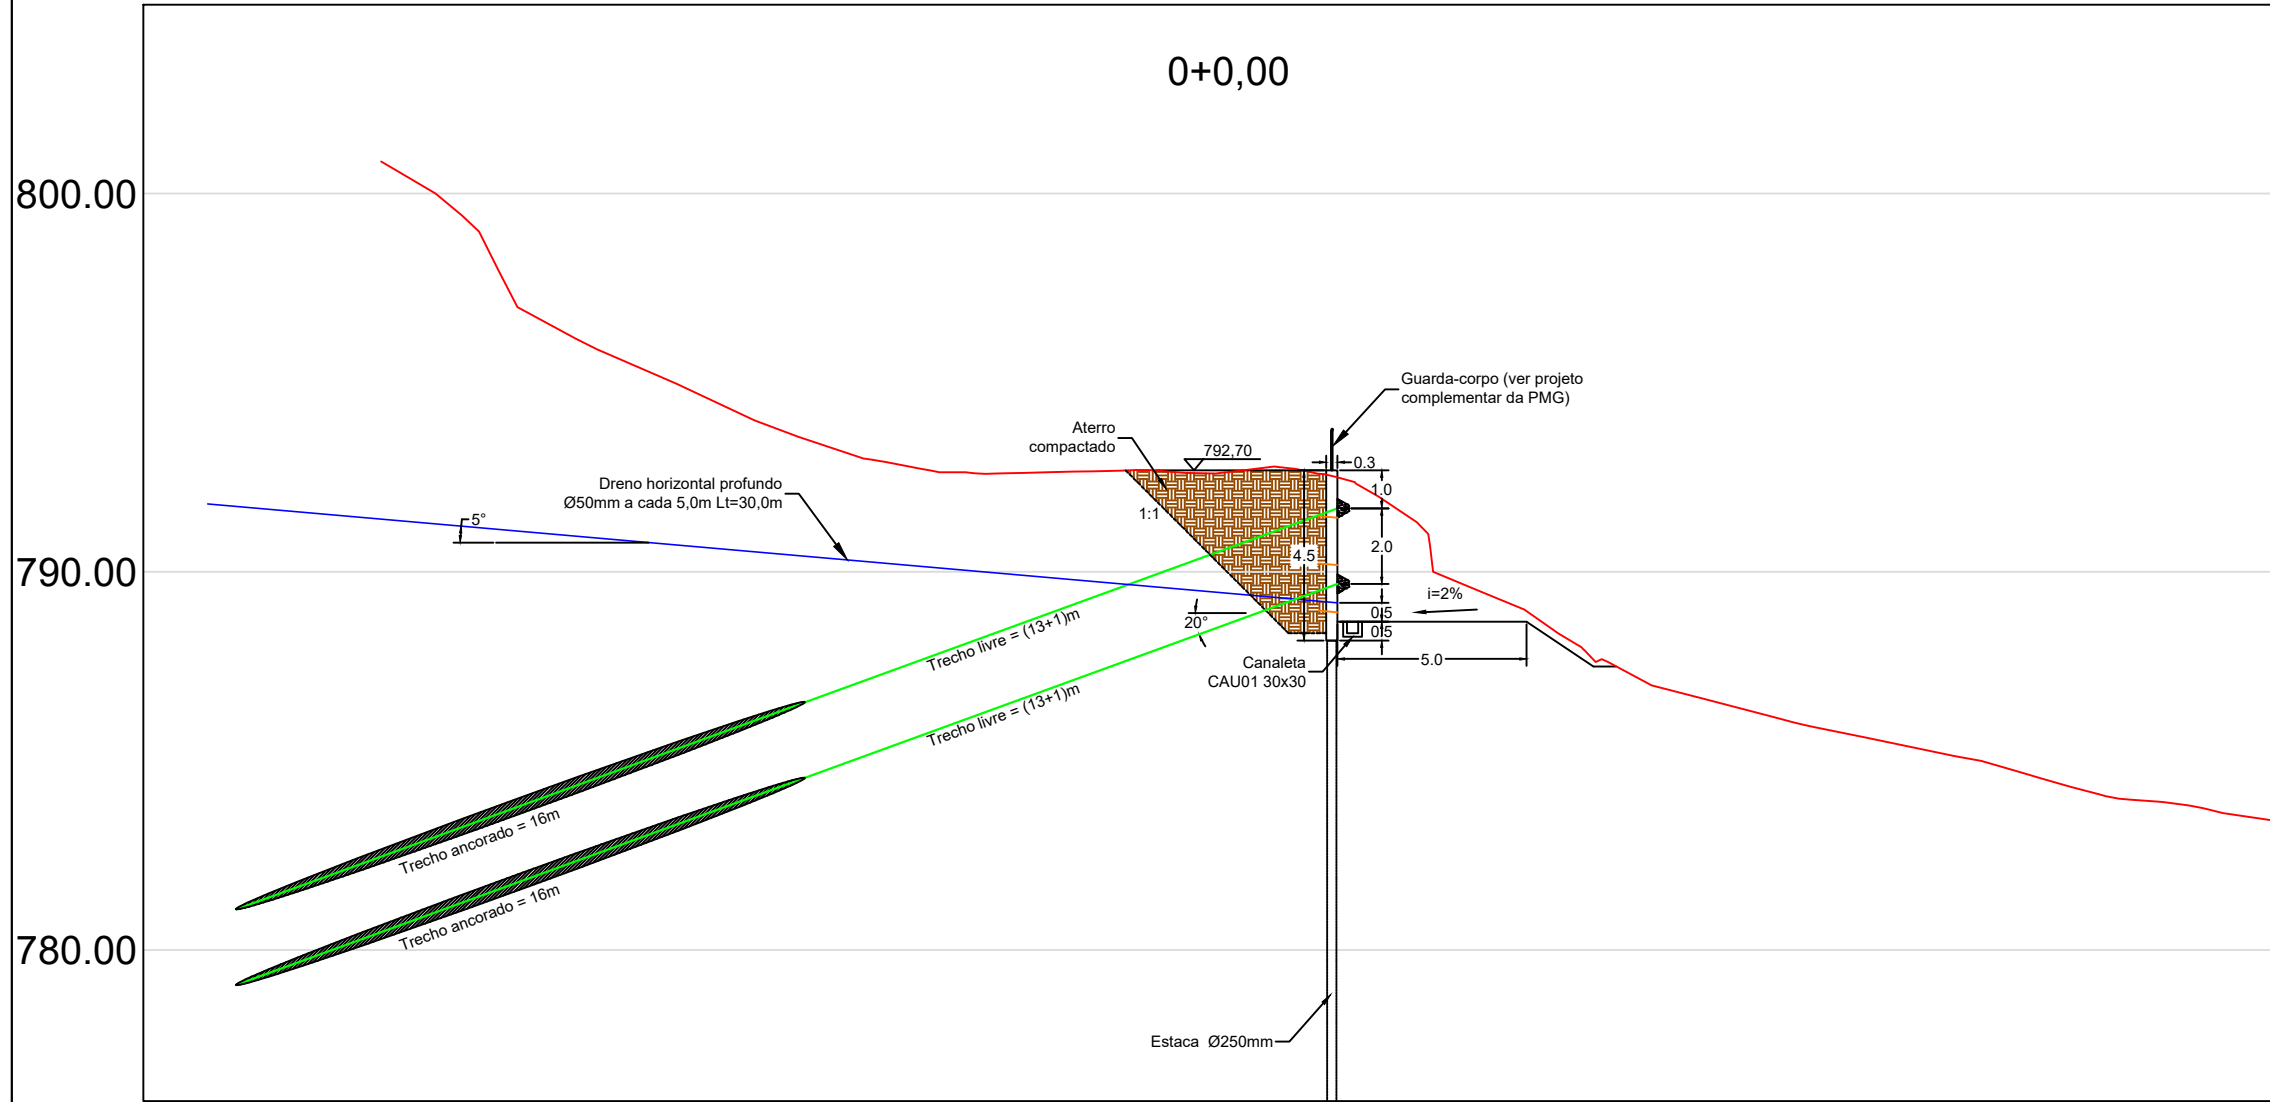 0+0,00
800.00
Guarda-corpo (ver projeto
complementar da PMG)
Aterro
compactado
792,70
0.3
Dreno horizontal profundo
Ø50mm a cada 5,0m Lt=30,0m
1.0
5°
1:1
2.0
4.5
790.00
i=2%
0.5
20°
0.5
Trecho livre = (13+1)m
5.0
Canaleta
CAU01 30x30
Trecho livre = (13+1)m
Trecho ancorado = 16m
Trecho ancorado = 16m
780.00
Estaca Ø250mm